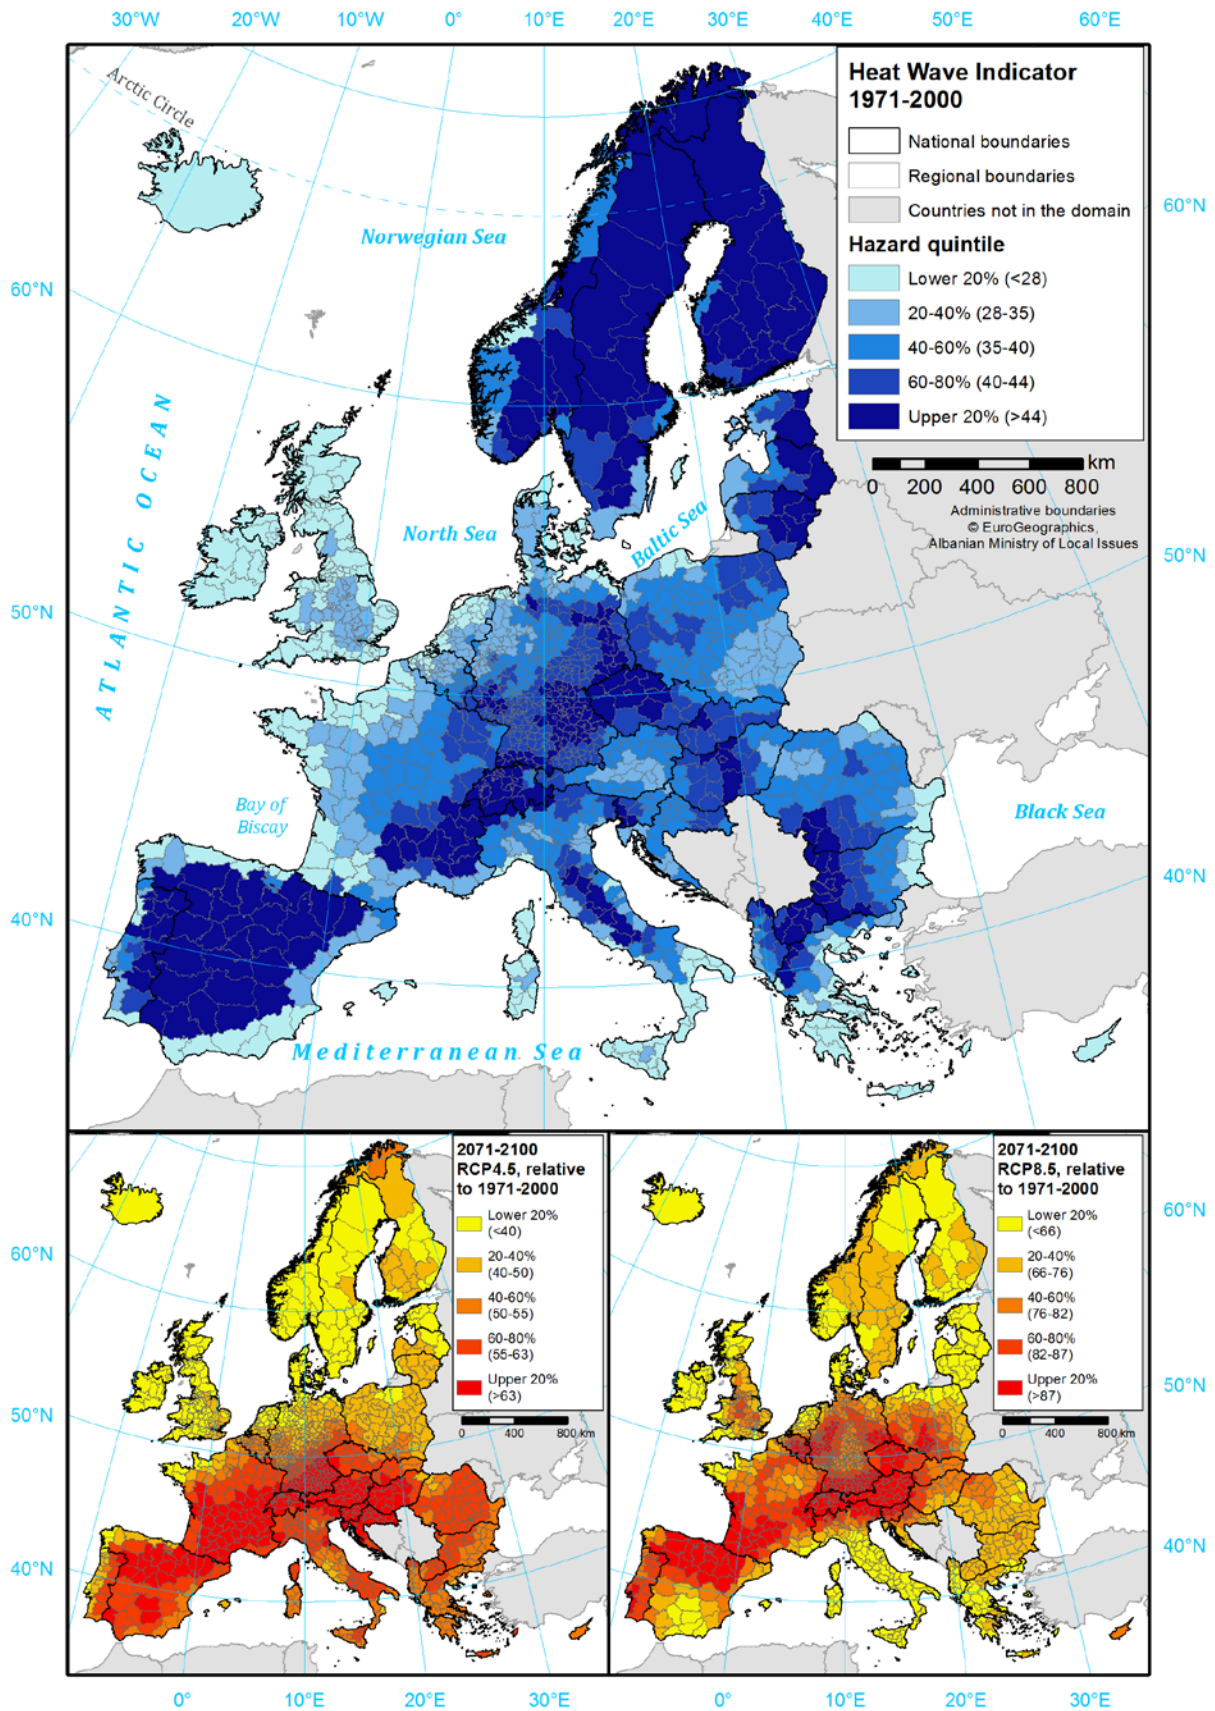 30°W 20°W 10°W 0° 10°E 20°E 30°E 40°E 50°E 60°E
Arctic Circle
Heat Wave Indicator
1971-2000
National boundaries
Regional boundaries
Countries not in the domain
Hazard quintile
Lower 20% (<28)
20-40% (28-35)
40-60% (35-40)
60-80% (40-44)
Upper 20% (>44)
km
0 200 400 600 800
Administrative boundaries
© EuroGeographics,
Albanian Ministry of Local Issues
60°N
60°N
50°N
50°N
40°N
40°N
Norwegian Sea
ATLANTIC OCEAN
North Sea
Baltic Sea
Bay of
Biscay
Black Sea
Mediterranean Sea
2071-2100
RCP4.5, relative
to 1971-2000
Lower 20%
(<40)
20-40%
(40-50)
40-60%
(50-55)
60-80%
(55-63)
Upper 20%
(>63)
0 400 800 km
2071-2100
RCP8.5, relative
to 1971-2000
Lower 20%
(<66)
20-40%
(66-76)
40-60%
(76-82)
60-80%
(82-87)
Upper 20%
(>87)
0 400 800 km
60°N
60°N
50°N
50°N
40°N
40°N
0° 10°E 20°E 30°E 0° 10°E 20°E 30°E